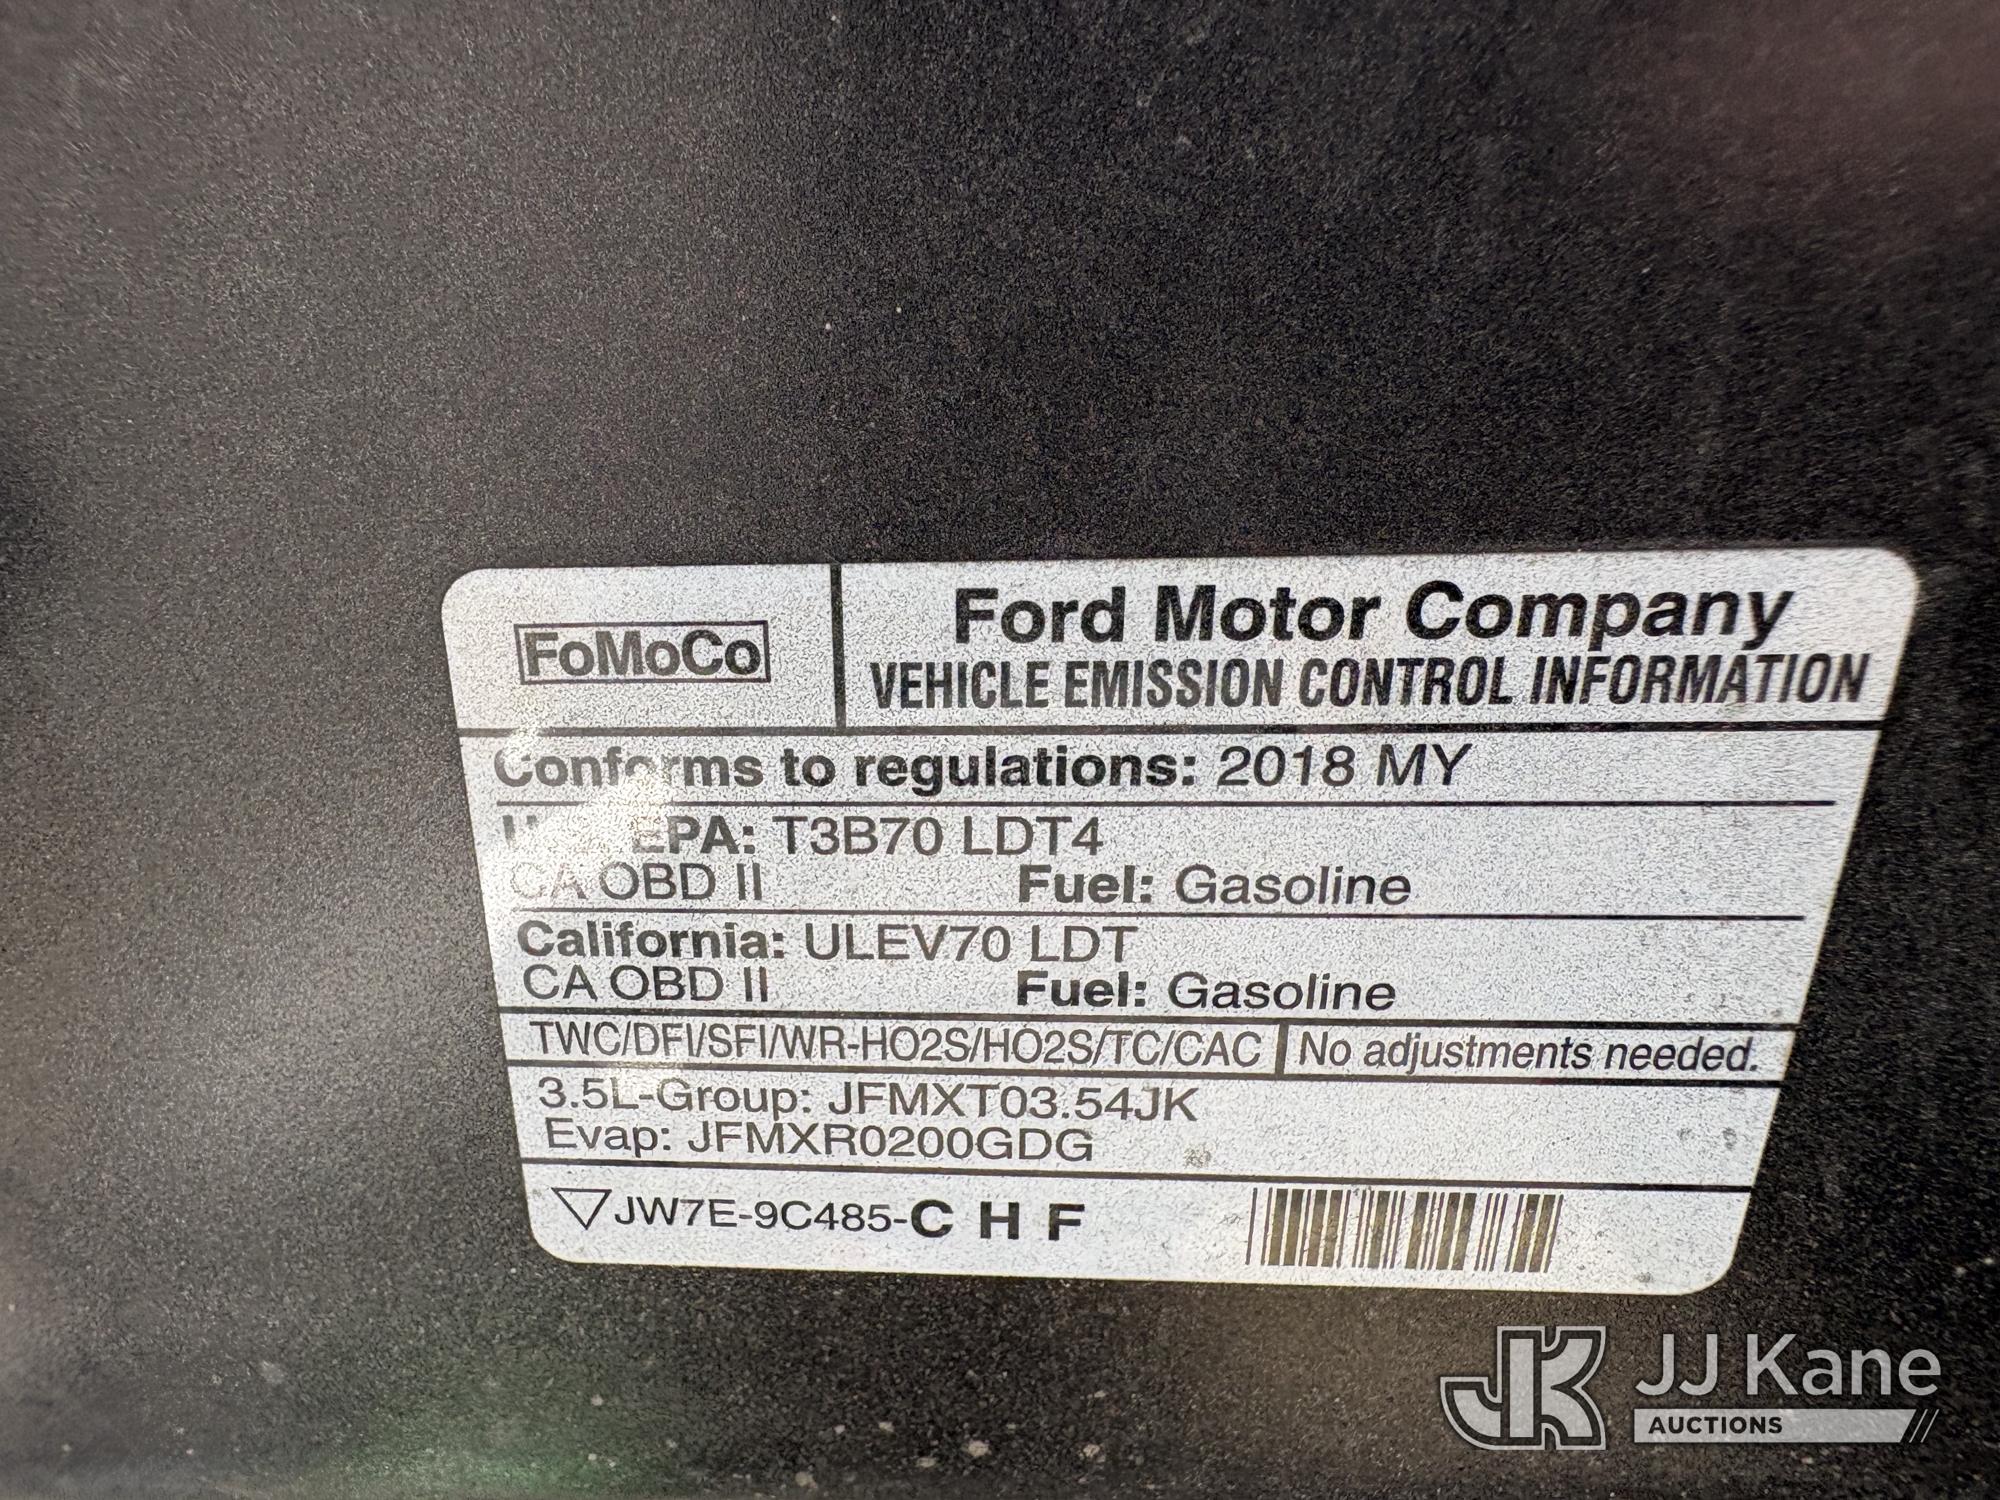 FoMoCo
Ford Motor Company
VEHICLE EMISSION CONTROL INFORMATION
Conforms to regulations: 2018 MY
EPA: T3B70 LDT4
CA OBD II Fuel: Gasoline
California: ULEV70 LDT
CA OBD II Fuel: Gasoline
TWC/DFI/SFI/WR-HO2S/HO2S/TC/CAC No adjustments needed.
3.5L-Group: JFMXT03.54JK
Evap: JFMXR0200GDG
JW7E-9C485-C H F
JK JJ Kane
AUCTIONS